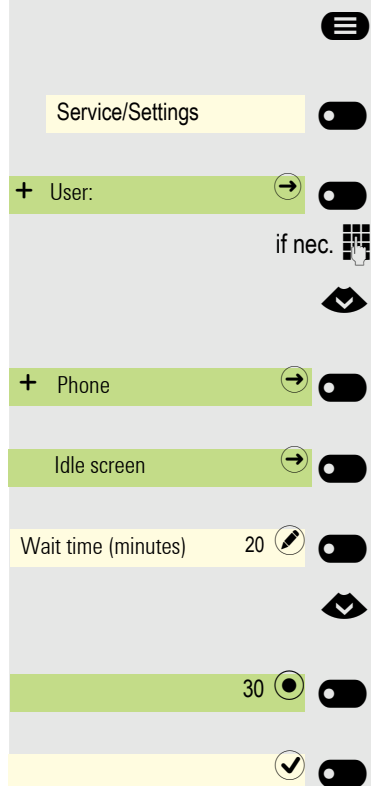 Service/Settings
+ User:
if nec.
+ Phone
Idle screen
Wait time (minutes) 20
30